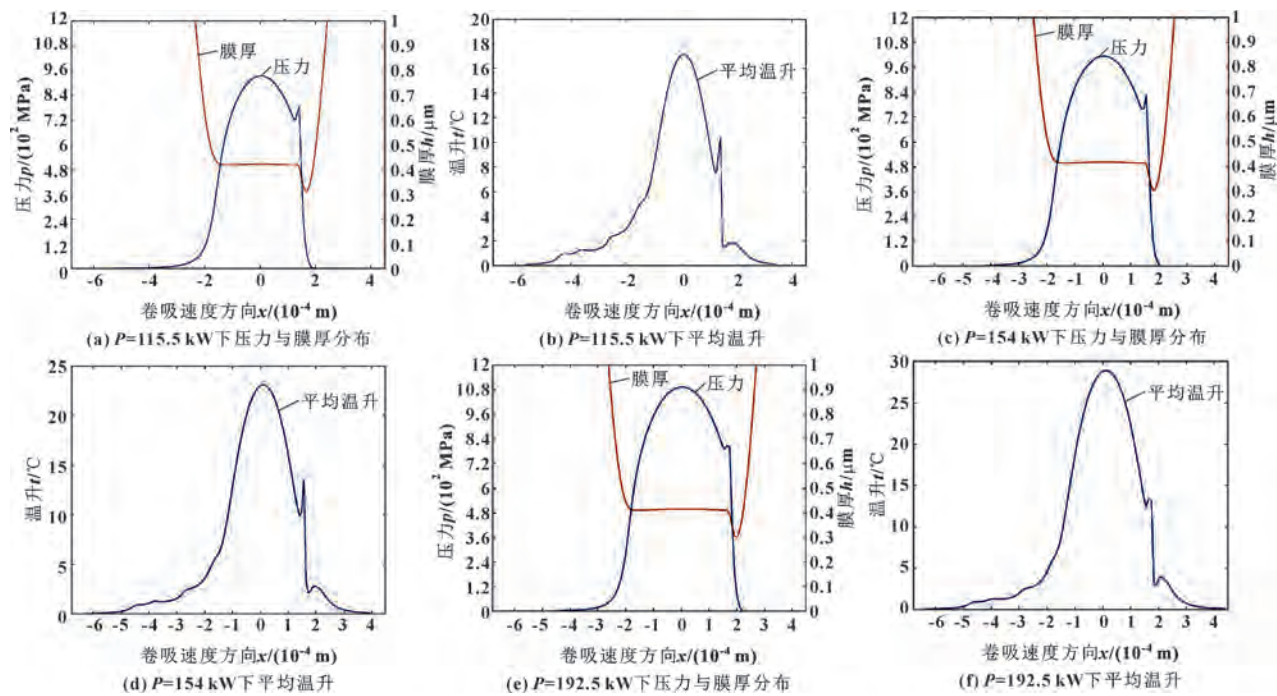 12
10.8
9.6
8.4
7.2
6
4.8
3.6
2.4
1.2
0
压力p/(10² MPa)
膜厚
压力
1
0.9
0.8
0.7
0.6
0.5
0.4
0.3
0.2
0.1
0
膜厚h/μm
-6 -4 -2 0 2 4
卷吸速度方向x/(10⁻⁴ m)
(a) P=115.5 kW下压力与膜厚分布
20
18
16
14
12
10
8
6
4
2
0
温升t/℃
平均温升
-6 -4 -2 0 2 4
卷吸速度方向x/(10⁻⁴ m)
(b) P=115.5 kW下平均温升
12
10.8
9.6
8.4
7.2
6
4.8
3.6
2.4
1.2
0
压力p/(10² MPa)
膜厚
压力
1
0.9
0.8
0.7
0.6
0.5
0.4
0.3
0.2
0.1
0
膜厚h/μm
-6 -5 -4 -3 -2 -1 0 1 2 4
卷吸速度方向x/(10⁻⁴ m)
(c) P=154 kW下压力与膜厚分布
25
20
15
10
5
0
温升t/℃
平均温升
-6 -5 -4 -3 -2 -1 0 1 2 4
卷吸速度方向x/(10⁻⁴ m)
(d) P=154 kW下平均温升
12
10.8
9.6
8.4
7.2
6
4.8
3.6
2.4
1.2
0
压力p/(10² MPa)
膜厚
压力
1
0.9
0.8
0.7
0.6
0.5
0.4
0.3
0.2
0.1
0
膜厚h/μm
-6 -5 -4 -3 -2 -1 0 1 2 4
卷吸速度方向x/(10⁻⁴ m)
(e) P=192.5 kW下压力与膜厚分布
30
25
20
15
10
5
0
温升t/℃
平均温升
-6 -5 -4 -3 -2 -1 0 1 2 4
卷吸速度方向x/(10⁻⁴ m)
(f) P=192.5 kW下平均温升